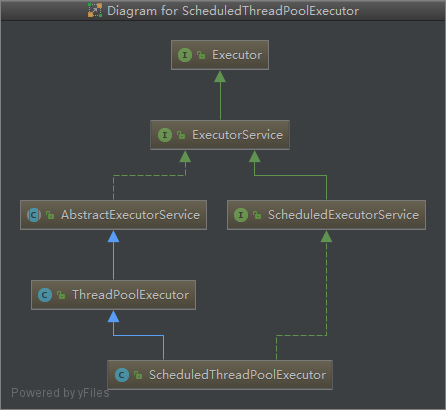 Diagram for ScheduledThreadPoolExecutor
I Executor
I ExecutorService
C AbstractExecutorService
I ScheduledExecutorService
C ThreadPoolExecutor
C ScheduledThreadPoolExecutor
Powered by yFiles